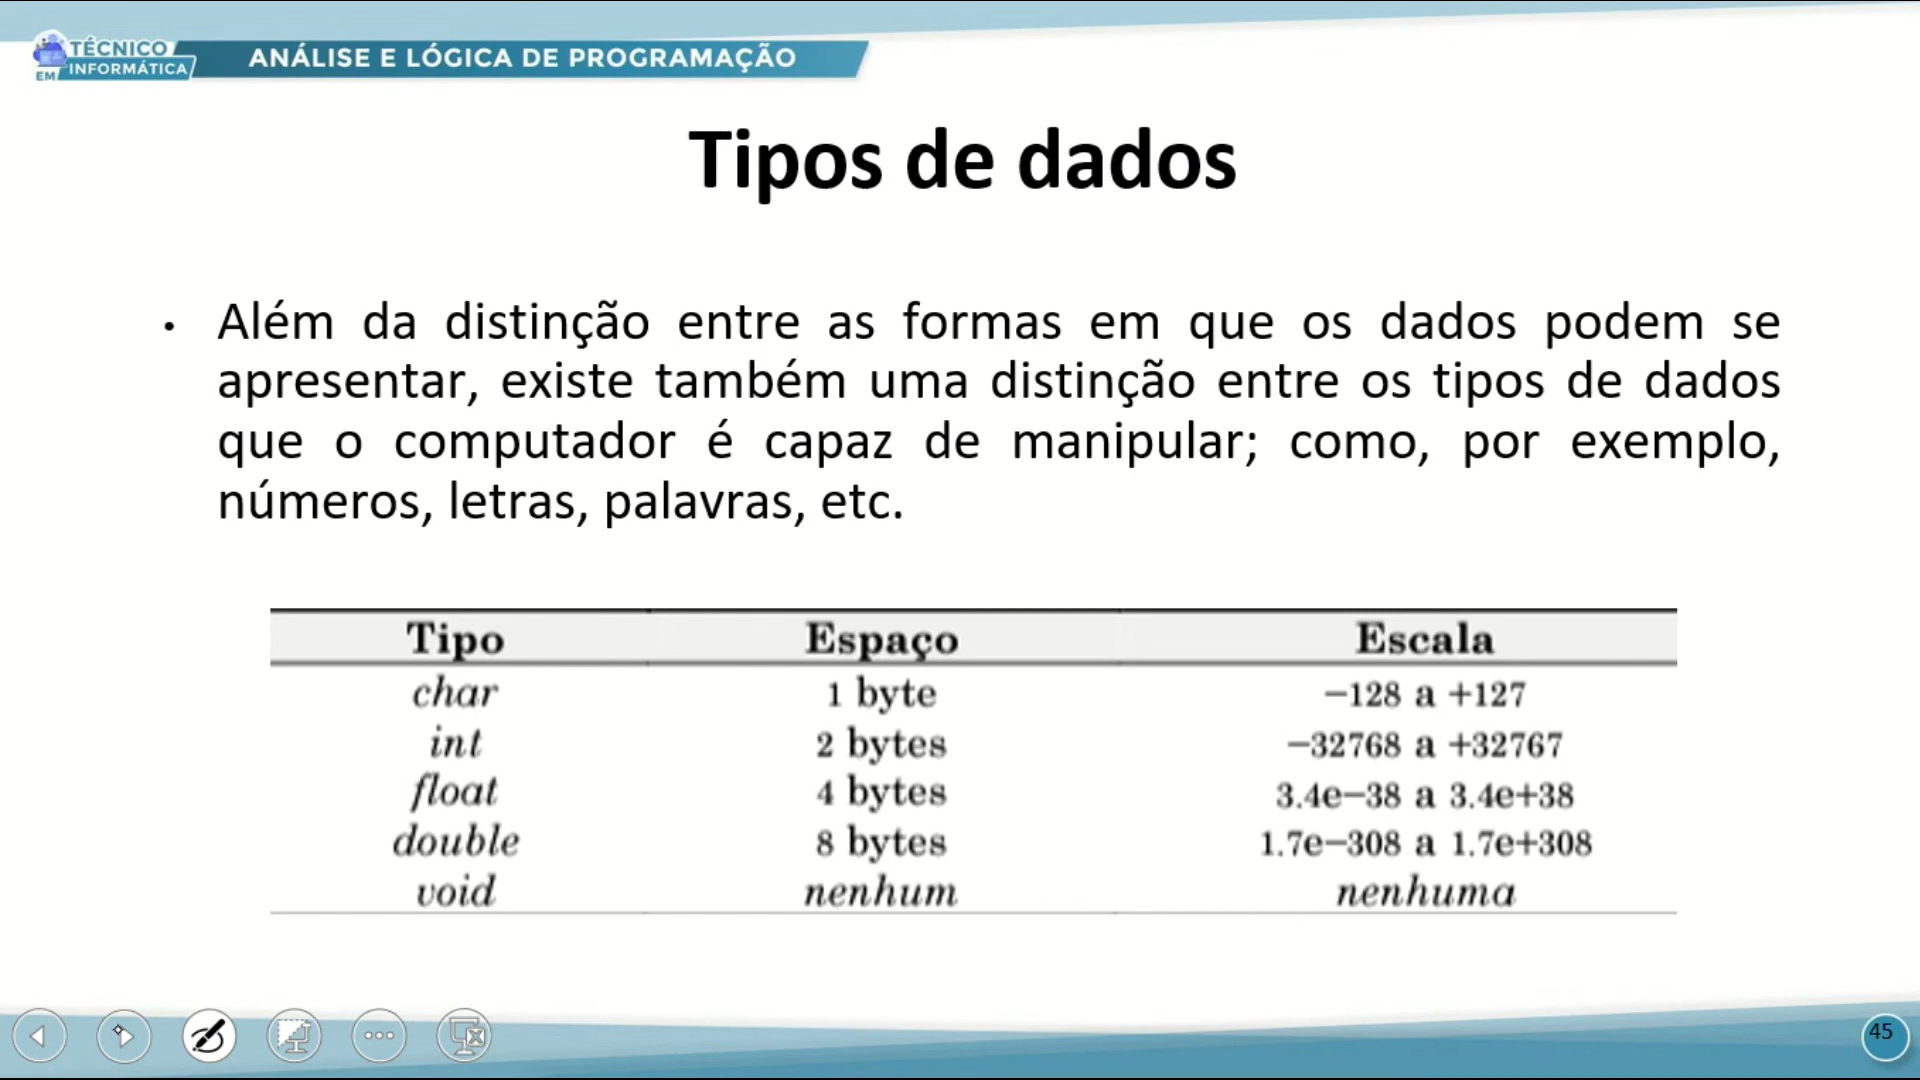 TÉCNICO
EM INFORMÁTICA
ANÁLISE E LÓGICA DE PROGRAMAÇÃO
Tipos de dados
• Além da distinção entre as formas em que os dados podem se
apresentar, existe também uma distinção entre os tipos de dados
que o computador é capaz de manipular; como, por exemplo,
números, letras, palavras, etc.
Tipo Espaço Escala
char 1 byte −128 a +127
int 2 bytes −32768 a +32767
float 4 bytes 3.4e−38 a 3.4e+38
double 8 bytes 1.7e−308 a 1.7e+308
void nenhum nenhuma
45